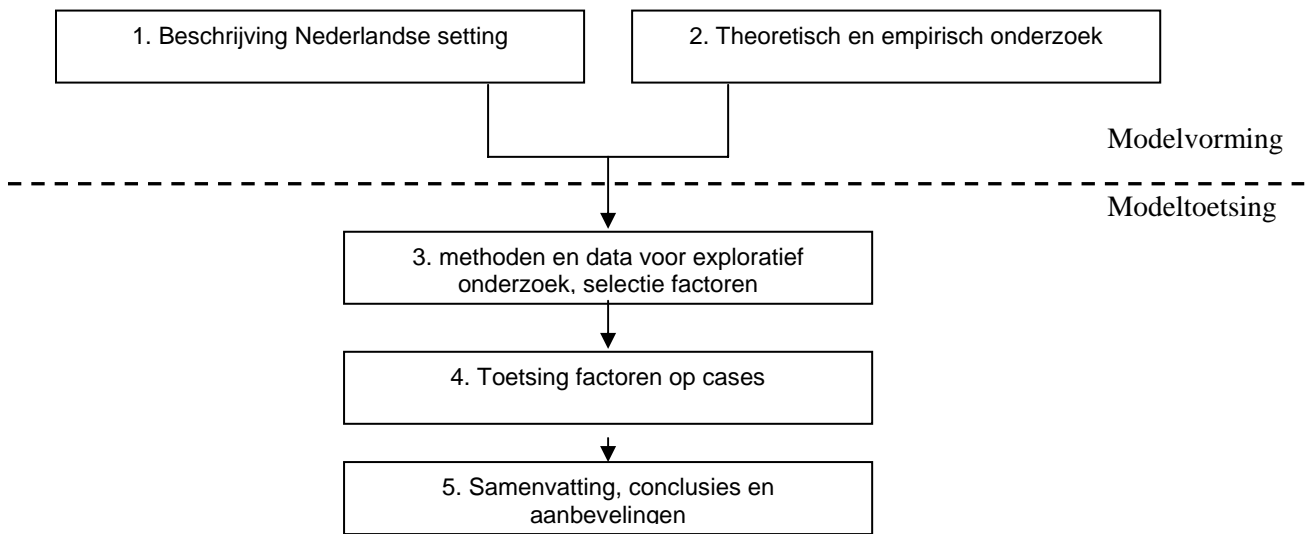 1. Beschrijving Nederlandse setting
2. Theoretisch en empirisch onderzoek
Modelvorming
Modeltoetsing
3. methoden en data voor exploratief
onderzoek, selectie factoren
4. Toetsing factoren op cases
5. Samenvatting, conclusies en
aanbevelingen